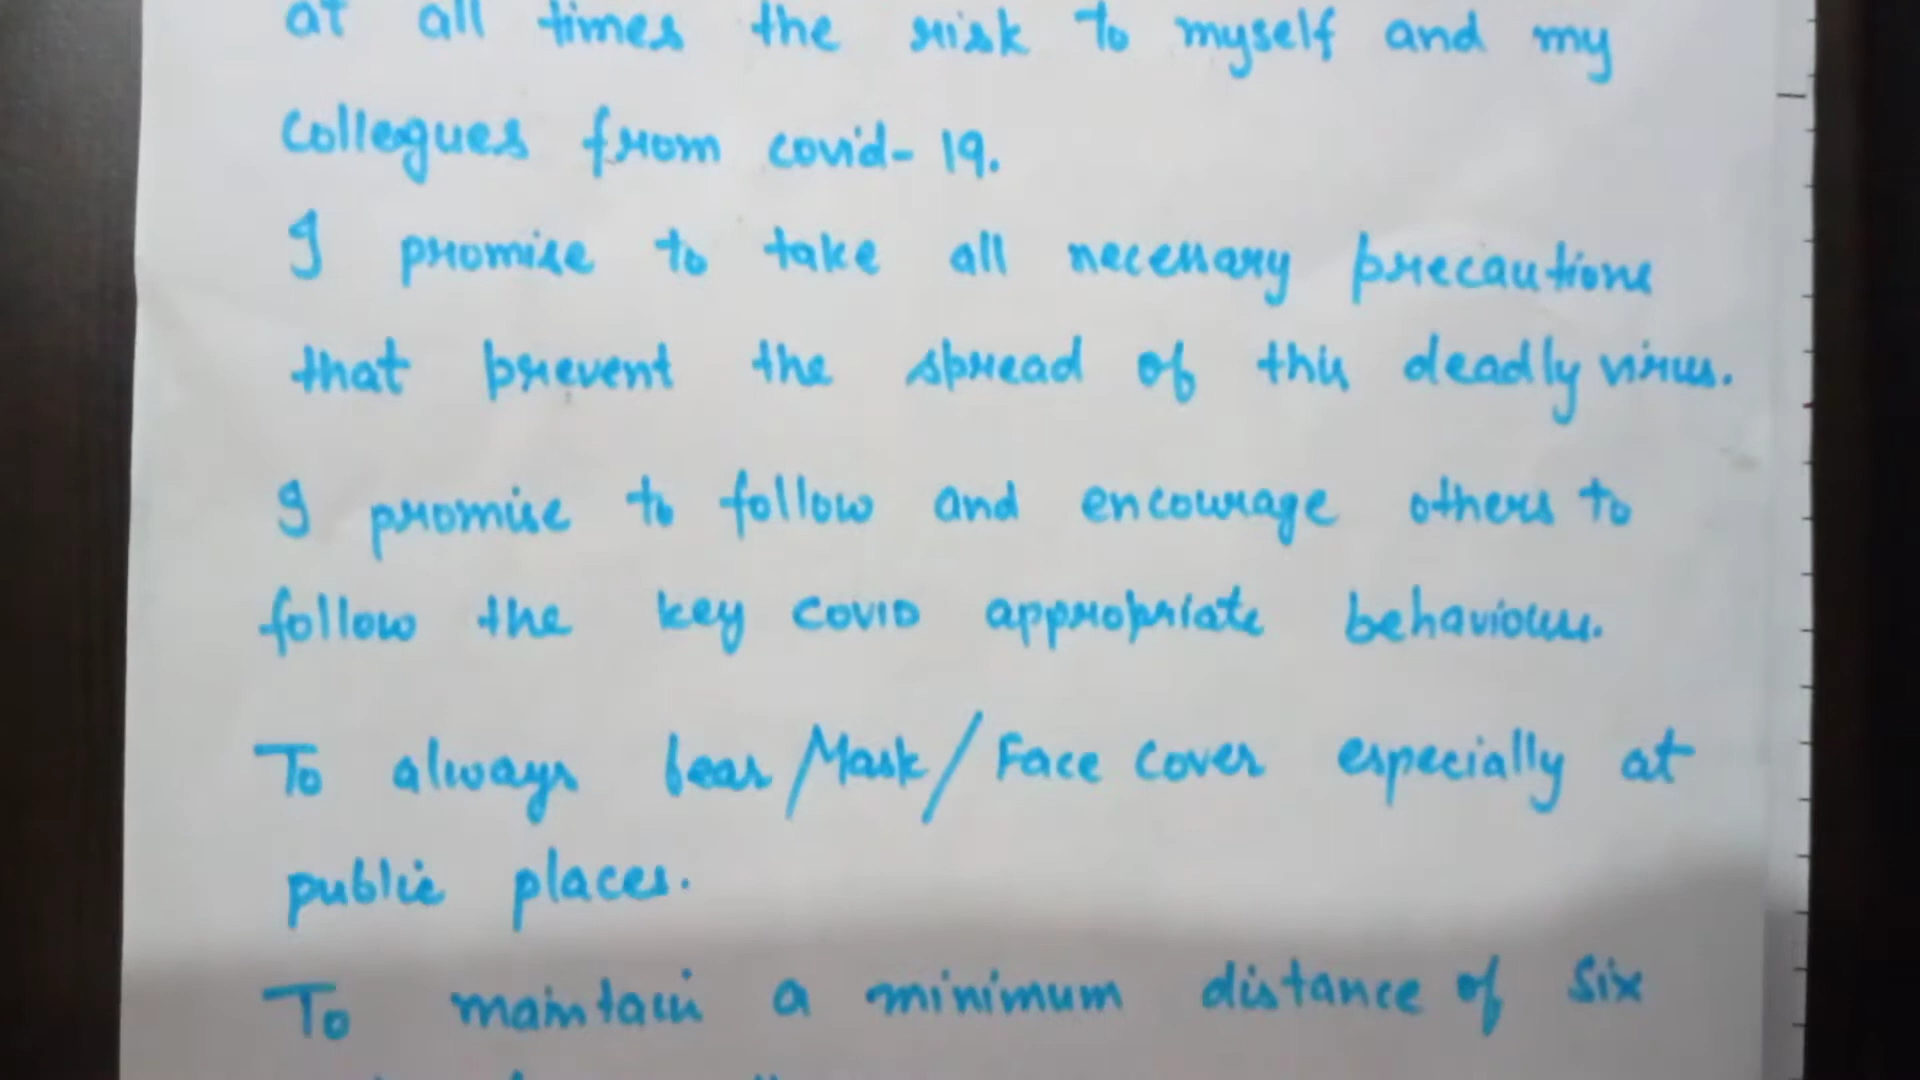 at all times the risk to myself and my
Collegues from covid-19.
I promise to take all necessary precautions
that prevent the spread of this deadly virus.
I promise to follow and encourage others to
follow the key COVID appropriate behaviour.
To always bear/Mask/Face cover especially at
public places.
To maintain a minimum distance of Six